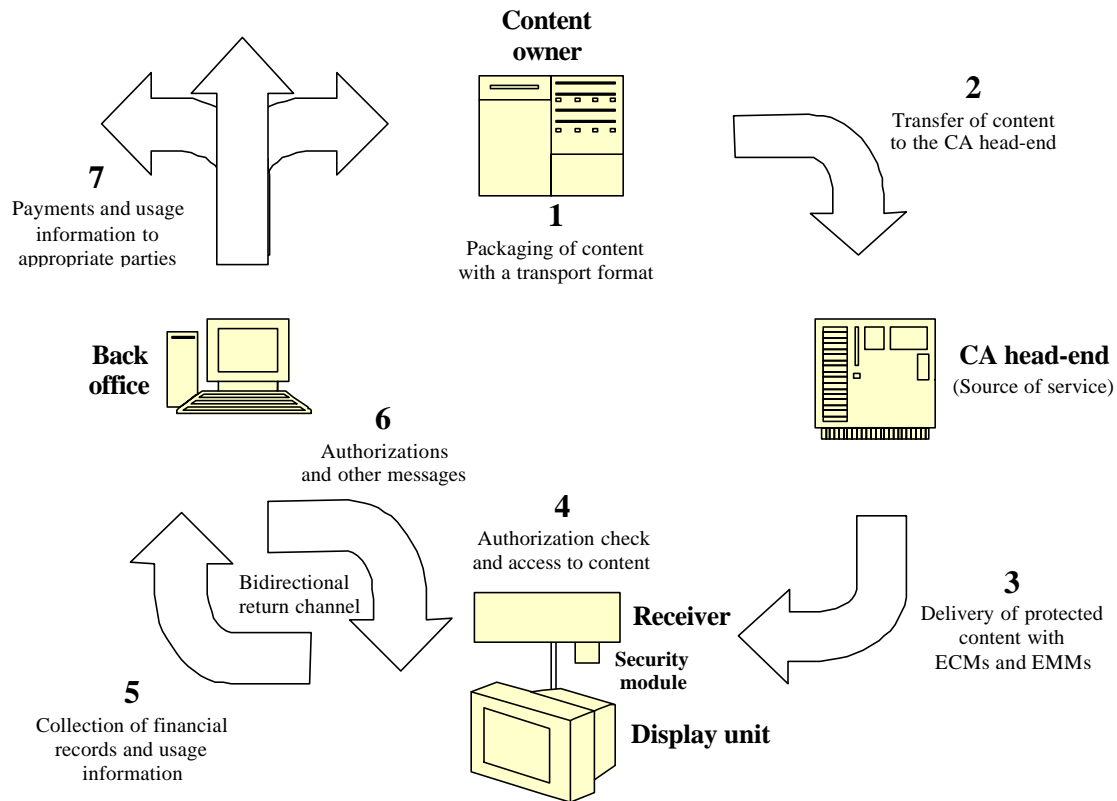 Content
owner
2
Transfer of content
to the CA head-end
7
Payments and usage
information to
appropriate parties
1
Packaging of content
with a transport format
Back
office
CA head-end
(Source of service)
6
Authorizations
and other messages
4
Authorization check
and access to content
Bidirectional
return channel
3
Delivery of protected
content with
ECMs and EMMs
Receiver
Security
module
5
Collection of financial
records and usage
information
Display unit